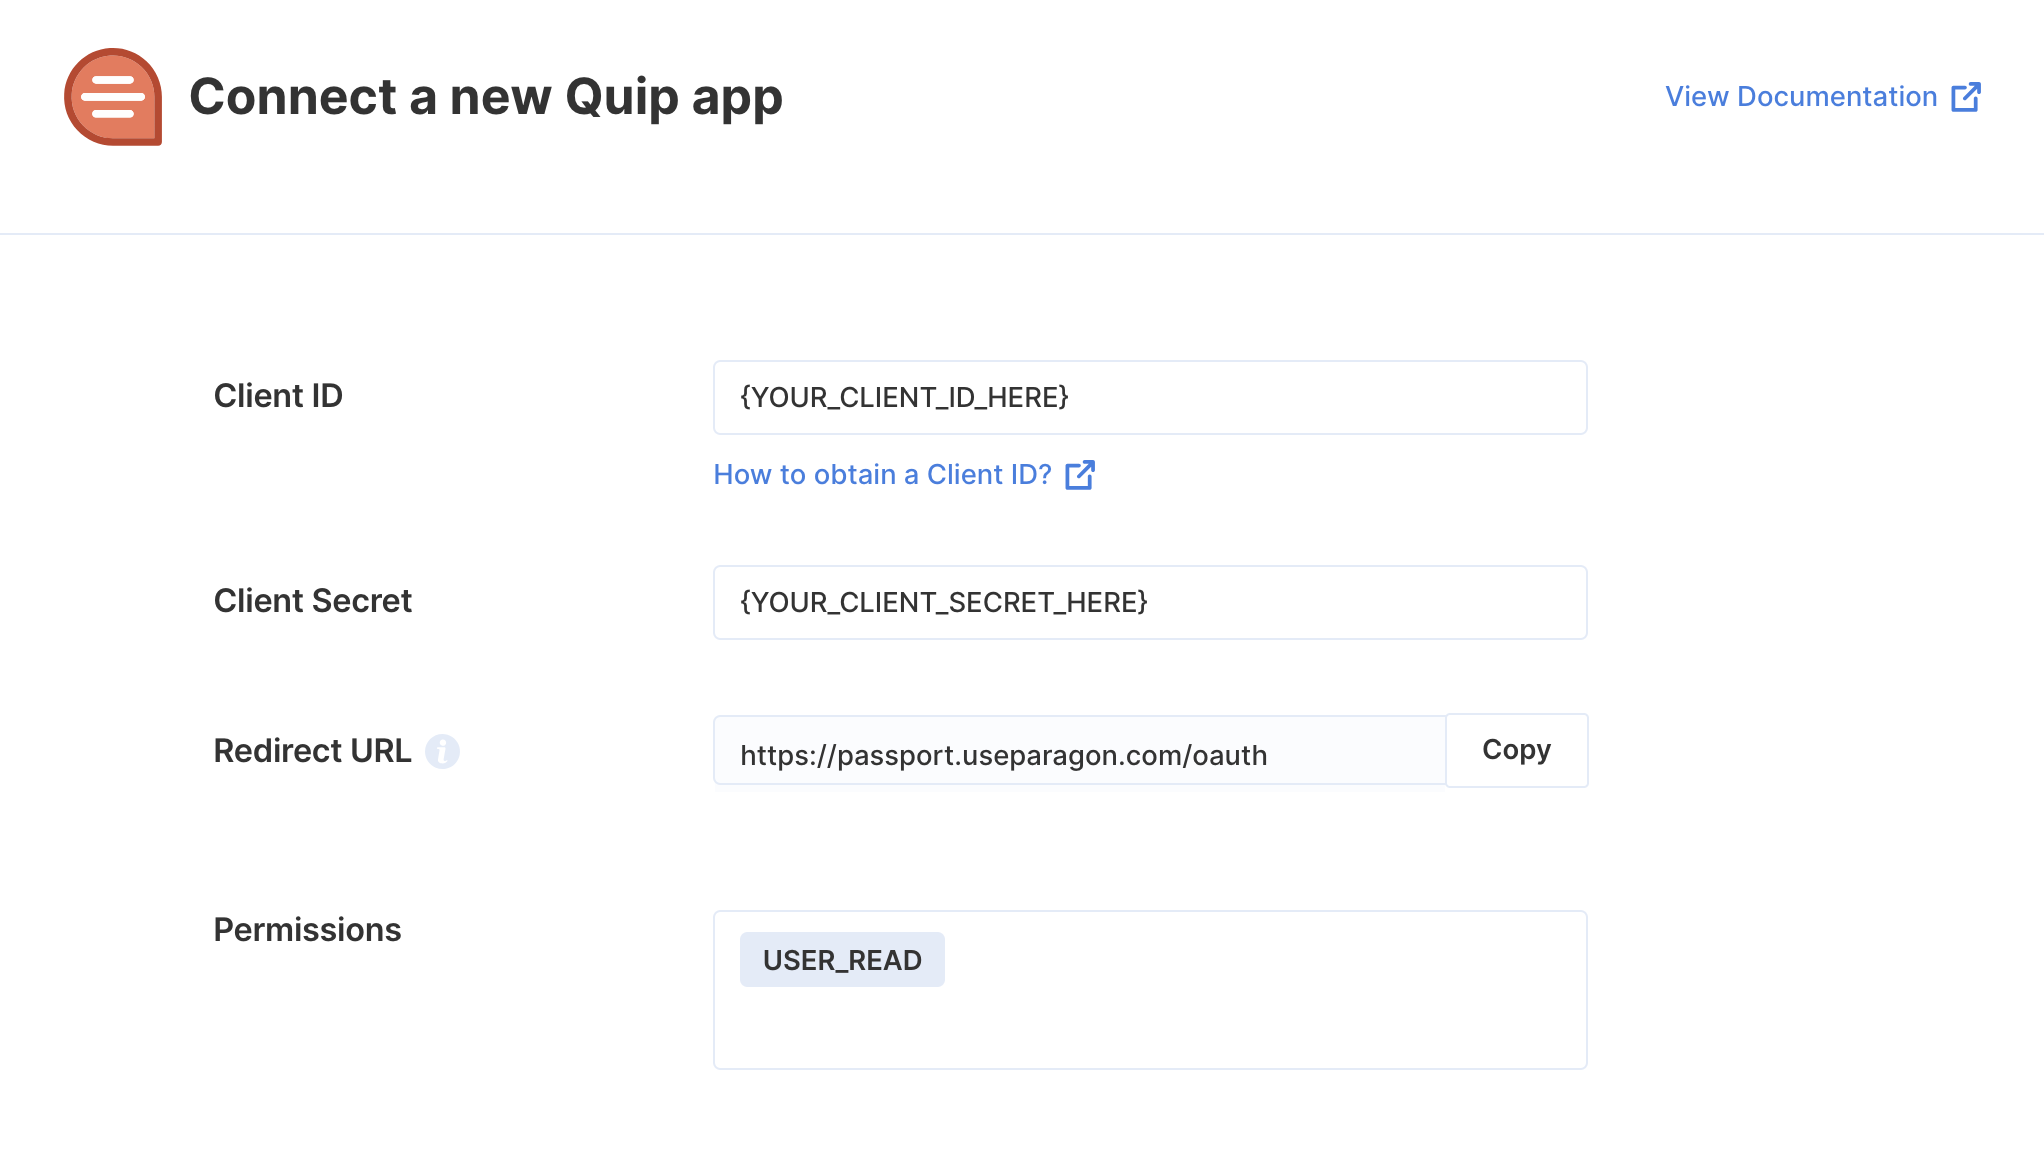 Connect a new Quip app
View Documentation
Client ID
{YOUR_CLIENT_ID_HERE}
How to obtain a Client ID?
Client Secret
{YOUR_CLIENT_SECRET_HERE}
Redirect URL i
https://passport.useparagon.com/oauth
Copy
Permissions
USER_READ